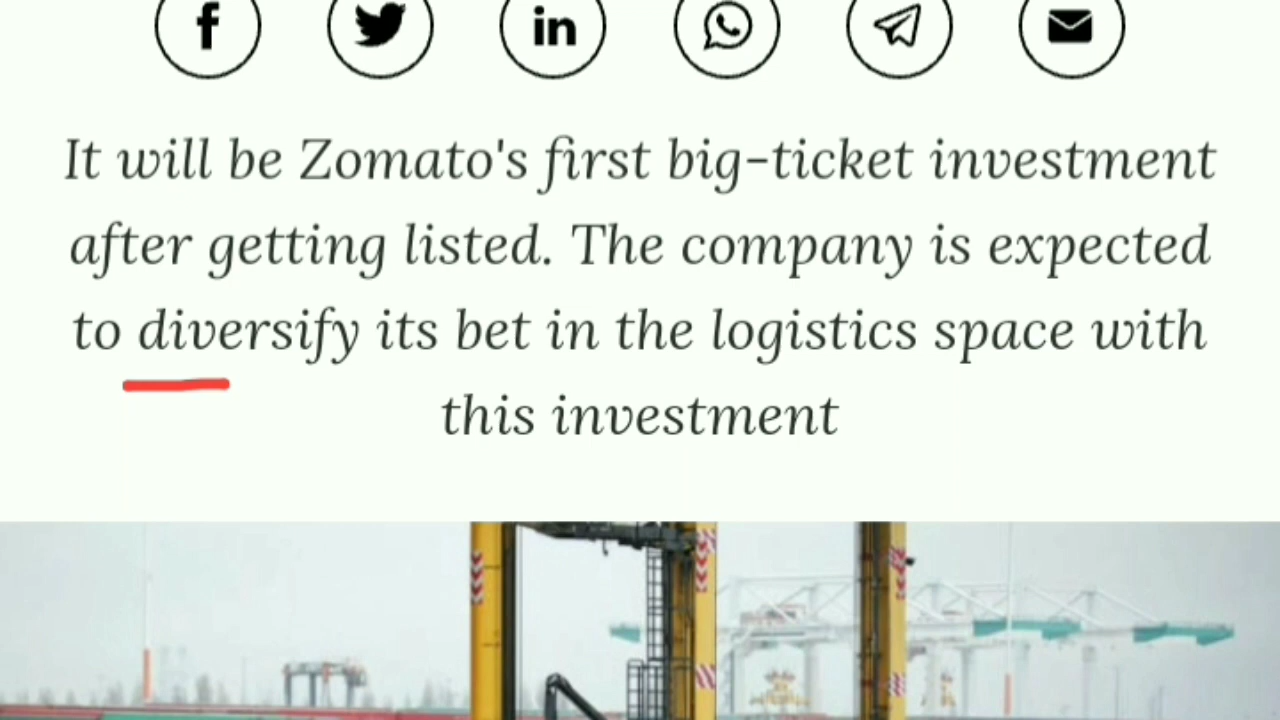 It will be Zomato's first big-ticket investment
after getting listed. The company is expected
to diversify its bet in the logistics space with
this investment